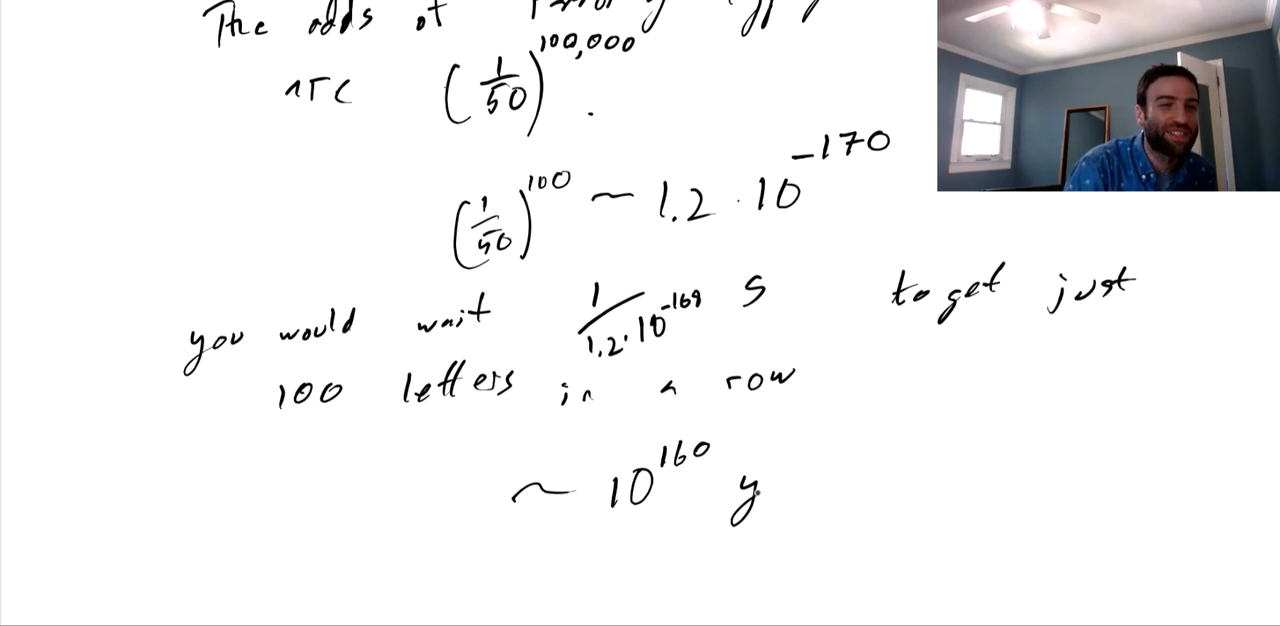 The odds of
are (1/50)^100,000 .
(1/50)^100 ~ 1.2 · 10^-170
you would wait 1/1.2·10^-169 s to get just
100 letters in a row
~ 10^160 y